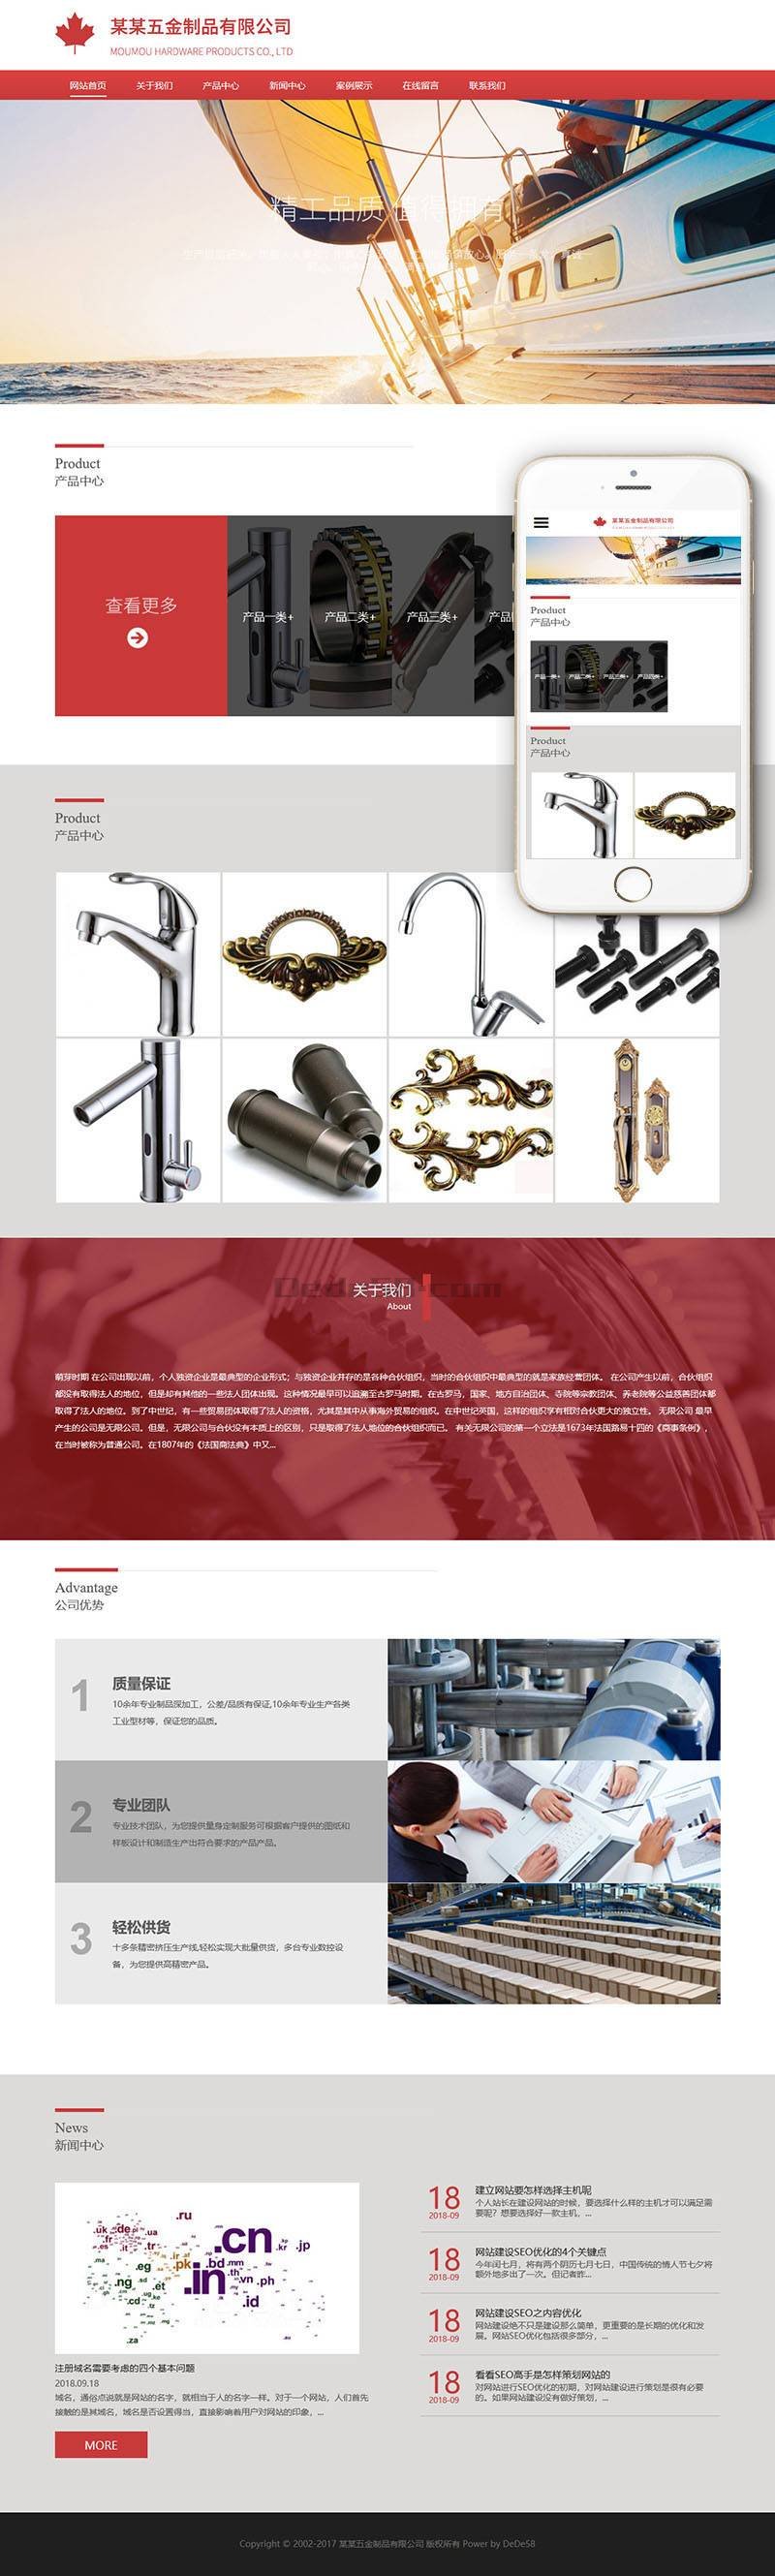 某某五金制品有限公司
MOUMOU HARDWARE PRODUCTS CO., LTD
网站首页 关于我们 产品中心 新闻中心 案例展示 在线留言 联系我们
精工品质 值得拥有
Product
产品中心
查看更多
产品一类+ 产品二类+ 产品三类+
某某五金制品有限公司
Product
产品中心
产品一类+ 产品二类+ 产品三类+ 产品四类+
Product
产品中心
Product
产品中心
关于我们
About
萌芽时期 在公司出现以前，个人独资企业是最典型的企业形式；与独资企业并存的是各种合伙组织，当时的合伙组织中最典型的就是家族经营团体。 在公司产生以前，合伙组织
都没有取得法人的地位，但是却有其他的一些法人团体出现。这种情况最早可以追溯至古罗马时期。在古罗马，国家、地方自治团体、寺院等宗教团体、养老院等公益慈善团体都
取得了法人的地位。到了中世纪，有一些贸易团体取得了法人的资格，尤其是其中从事海外贸易的组织。在中世纪英国，这样的组织享有相对合伙更大的独立性。 无限公司 最早
产生的公司是无限公司。但是，无限公司与合伙没有本质上的区别，只是取得了法人地位的合伙组织而已。 有关无限公司的第一个立法是1673年法国路易十四的《商事条例》，
在当时被称为普通公司。在1807年的《法国商法典》中又...
Advantage
公司优势
1
质量保证
10余年专业制品深加工，公差/品质有保证,10余年专业生产各类
工业型材等，保证您的品质。
2
专业团队
专业技术团队，为您提供量身定制服务可根据客户提供的图纸和
样板设计和制造生产出符合要求的产品产品。
3
轻松供货
十多条精密挤压生产线,轻松实现大批量供货，多台专业数控设
备，为您提供高精密产品。
News
新闻中心
.ru
.uk .de .ua
.es .it .tr
.cn .kr .jp
.eg .pk .bd .mm
.in .th .vn .ph
.ng .et
.cd .ug .ke .id
.za
注册域名需要考虑的四个基本问题
2018.09.18
域名，通俗点说就是网站的名字，就相当于人的名字一样。对于一个网站，人们首先
接触的是其域名，域名是否设置得当，直接影响着用户对网站的印象，...
MORE
18
2018-09
建立网站要怎样选择主机呢
个人站长在建设网站的时候，要选择什么样的主机才可以满足需
要呢？想要选择好一款主机，...
18
2018-09
网站建设SEO优化的4个关键点
今年闰七月，将有两个阴历七月七日，中国传统的情人节七夕将
额外地多出了一次。但记者昨...
18
2018-09
网站建设SEO之内容优化
网站建设绝不只是建设那么简单，更重要的是长期的优化和发
展。网站SEO优化包括很多部分，...
18
2018-09
看看SEO高手是怎样策划网站的
对网站进行SEO优化的初期，对网站建设进行策划是很有必要
的。如果网站建设没有做好策划，...
Copyright © 2002-2017 某某五金制品有限公司 版权所有 Power by DeDe58